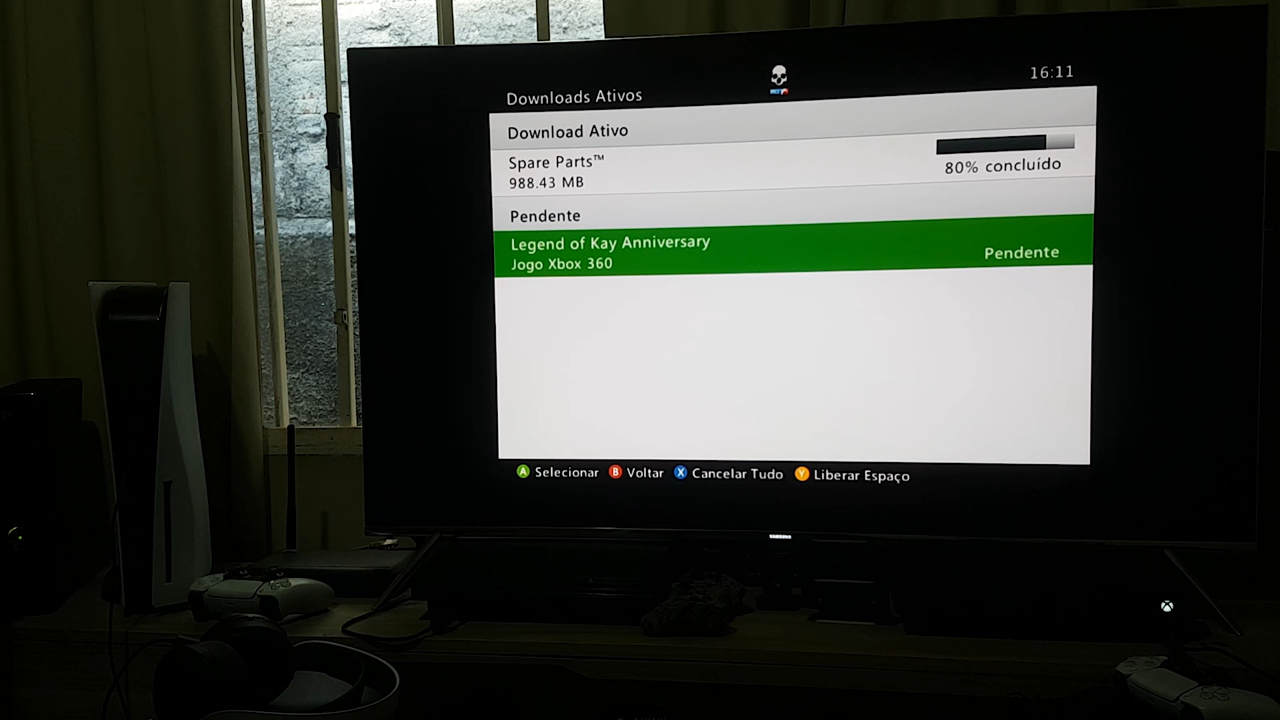 16:11
Downloads Ativos
Download Ativo
Spare Parts™
988.43 MB
80% concluído
Pendente
Legend of Kay Anniversary
Jogo Xbox 360
Pendente
A Selecionar B Voltar X Cancelar Tudo Y Liberar Espaço
SAMSUNG